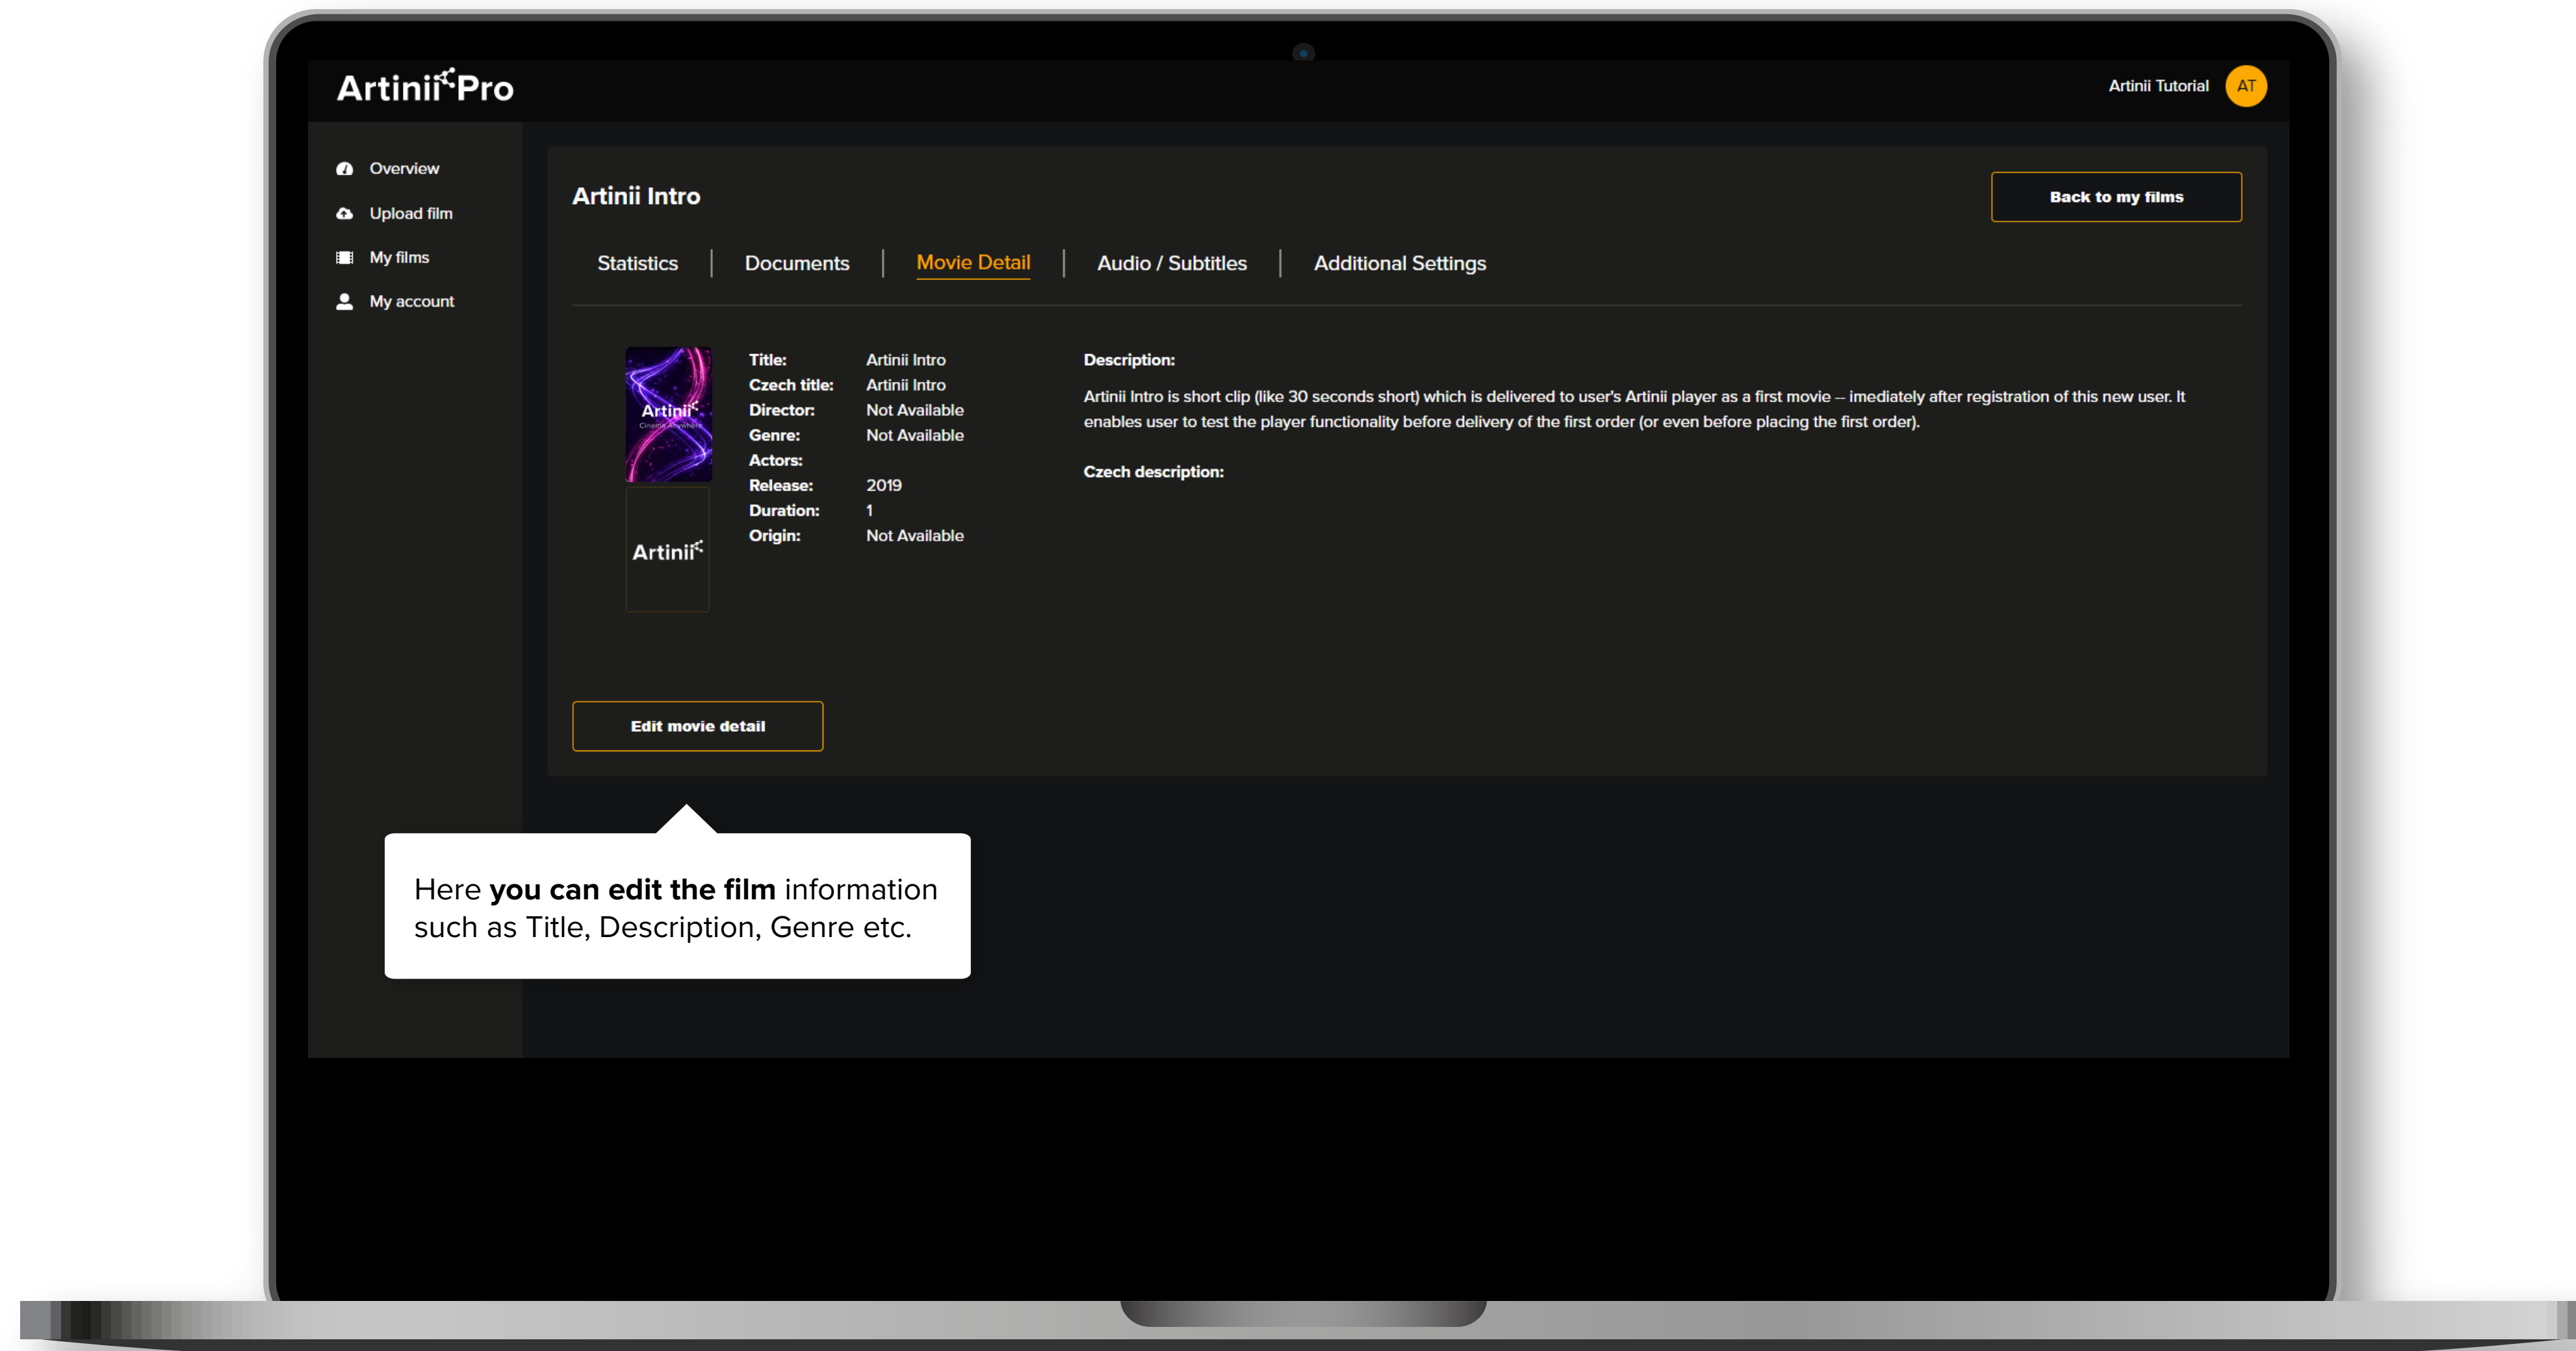 Artinii Pro
Artinii Tutorial
AT
Overview
Upload film
My films
My account
Artinii Intro
Back to my films
Statistics
Documents
Movie Detail
Audio / Subtitles
Additional Settings
Artinii
Cinema Anywhere
Artinii
Title: Artinii Intro
Czech title: Artinii Intro
Director: Not Available
Genre: Not Available
Actors:
Release: 2019
Duration: 1
Origin: Not Available
Description:
Artinii Intro is short clip (like 30 seconds short) which is delivered to user's Artinii player as a first movie – imediately after registration of this new user. It
enables user to test the player functionality before delivery of the first order (or even before placing the first order).
Czech description:
Edit movie detail
Here you can edit the film information
such as Title, Description, Genre etc.